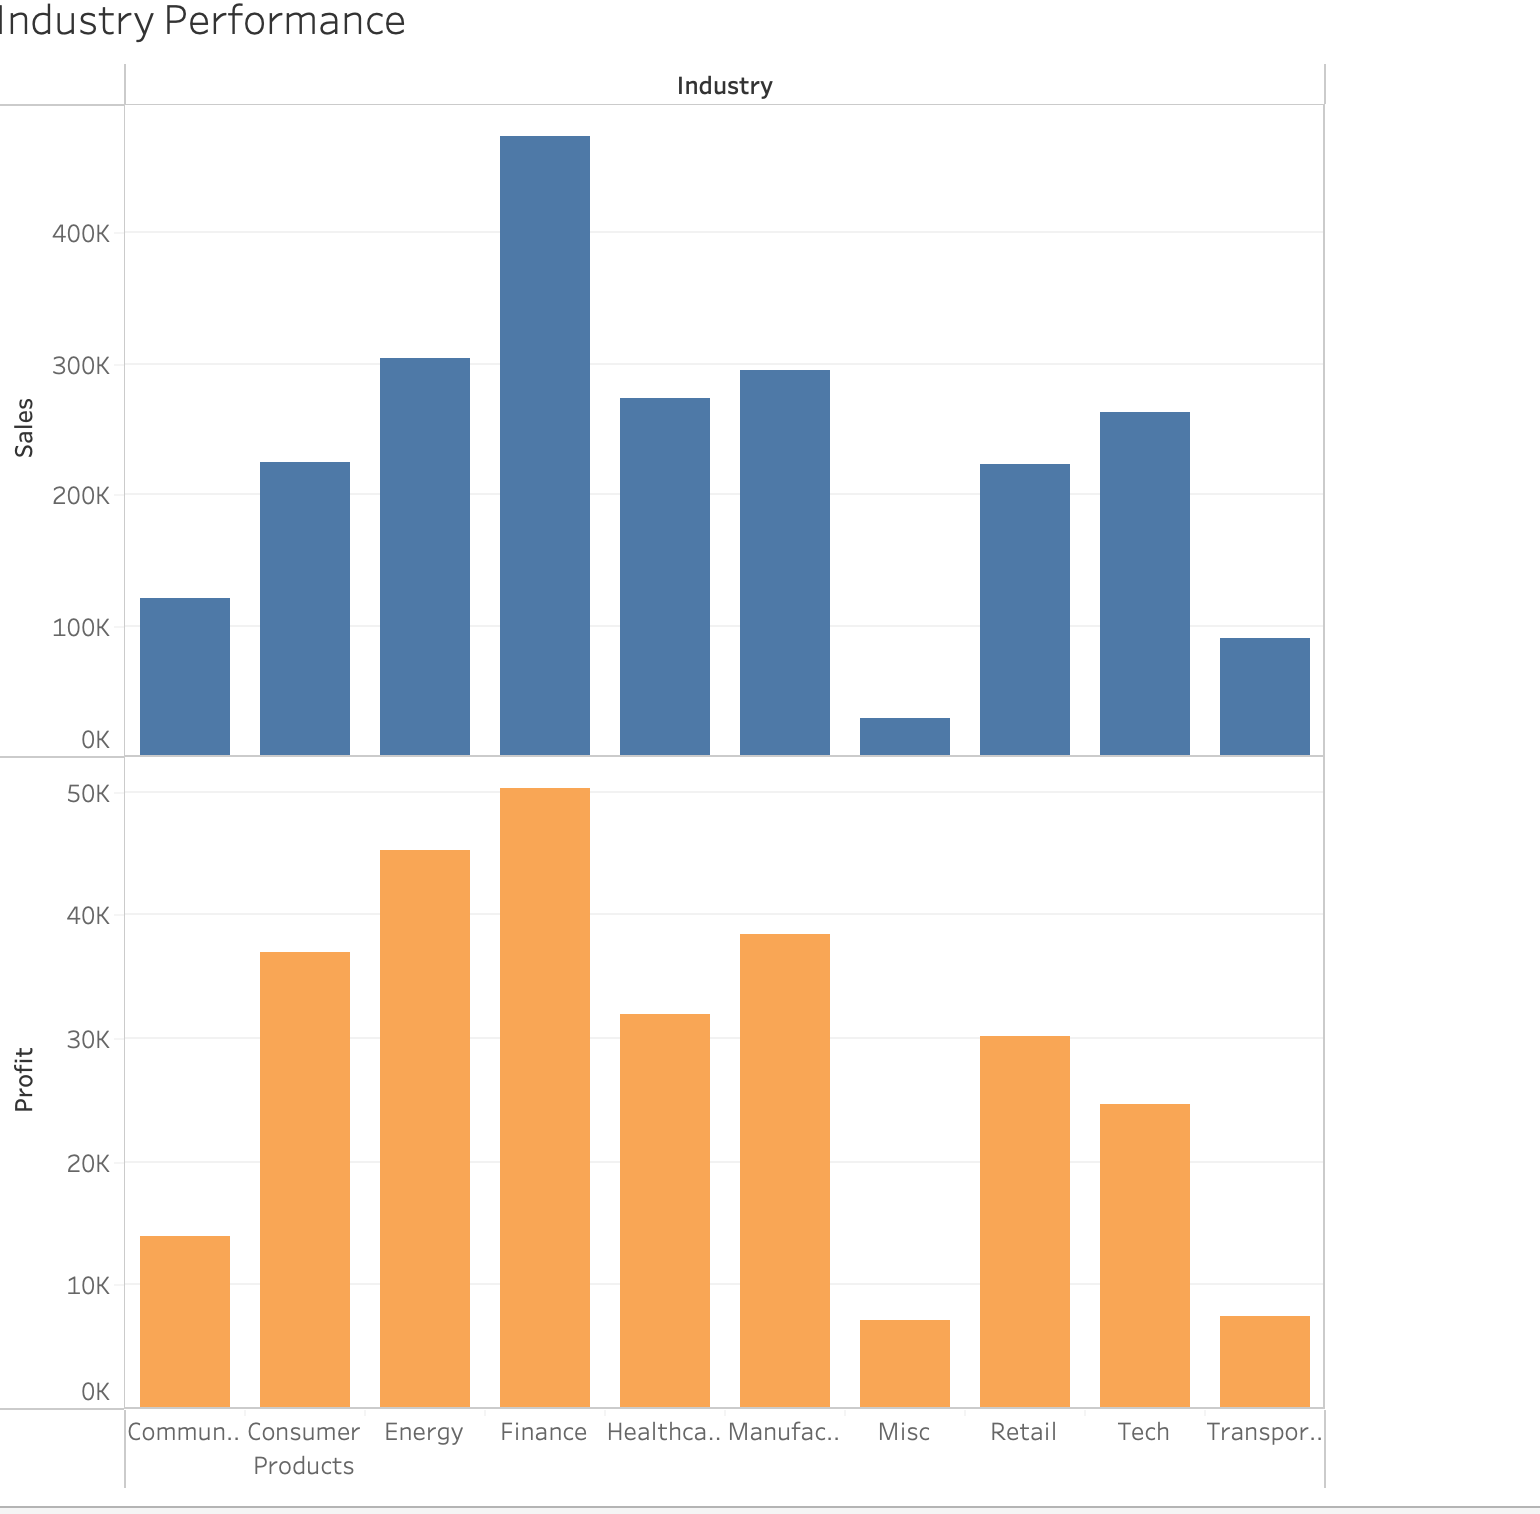 Industry Performance
Industry
Sales
400K
300K
200K
100K
0K
Profit
50K
40K
30K
20K
10K
0K
Commun.. Consumer Products Energy Finance Healthca.. Manufac.. Misc Retail Tech Transpor..